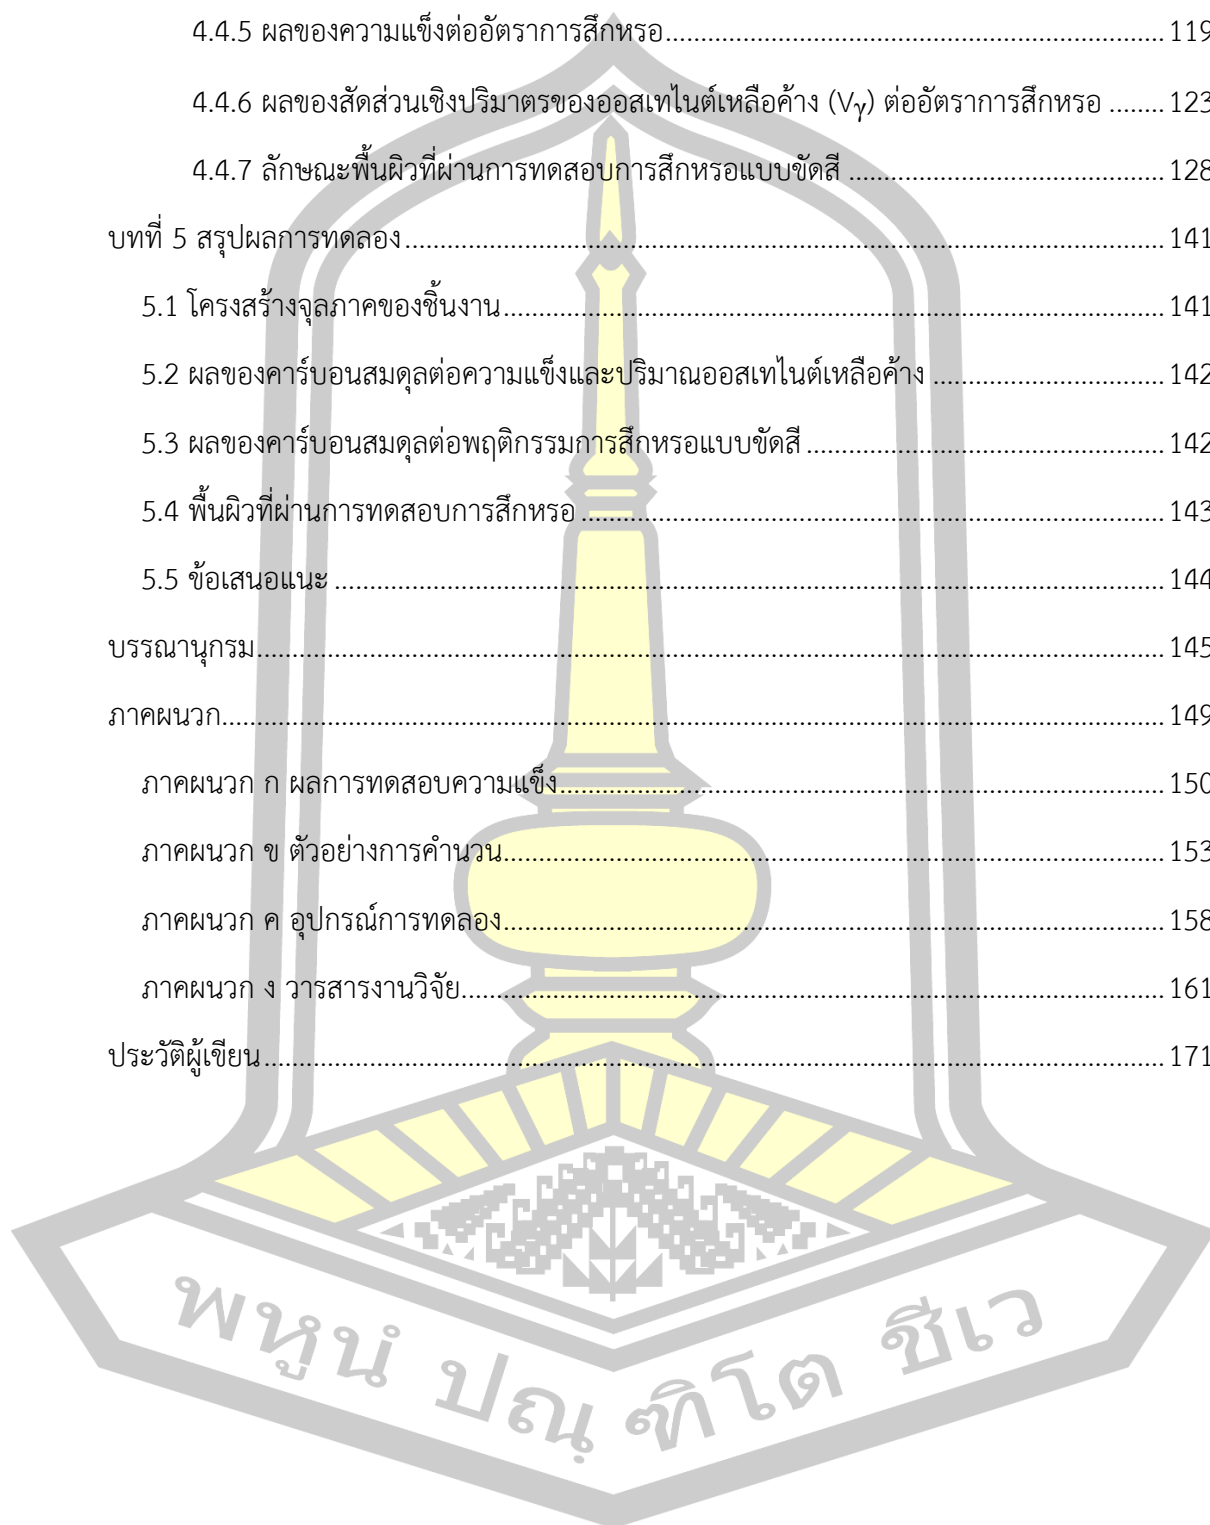 4.4.5 ผลของความแข็งต่ออัตราการสึกหรอ.................................................................. 119
4.4.6 ผลของสัดส่วนเชิงปริมาตรของออสเทไนต์เหลือค้าง (Vγ) ต่ออัตราการสึกหรอ ....... 123
4.4.7 ลักษณะพื้นผิวที่ผ่านการทดสอบการสึกหรอแบบขัดสี .......................................... 128
บทที่ 5 สรุปผลการทดลอง.................................................................................................... 141
5.1 โครงสร้างจุลภาคของชิ้นงาน....................................................................................... 141
5.2 ผลของคาร์บอนสมดุลต่อความแข็งและปริมาณออสเทไนต์เหลือค้าง .............................. 142
5.3 ผลของคาร์บอนสมดุลต่อพฤติกรรมการสึกหรอแบบขัดสี ............................................... 142
5.4 พื้นผิวที่ผ่านการทดสอบการสึกหรอ ............................................................................. 143
5.5 ข้อเสนอแนะ .............................................................................................................. 144
บรรณานุกรม........................................................................................................................ 145
ภาคผนวก............................................................................................................................. 149
ภาคผนวก ก ผลการทดสอบความแข็ง................................................................................ 150
ภาคผนวก ข ตัวอย่างการคำนวน....................................................................................... 153
ภาคผนวก ค อุปกรณ์การทดลอง....................................................................................... 158
ภาคผนวก ง วารสารงานวิจัย............................................................................................. 161
ประวัติผู้เขียน....................................................................................................................... 171
พหูนํ ปณฺฑิโต ชีเว